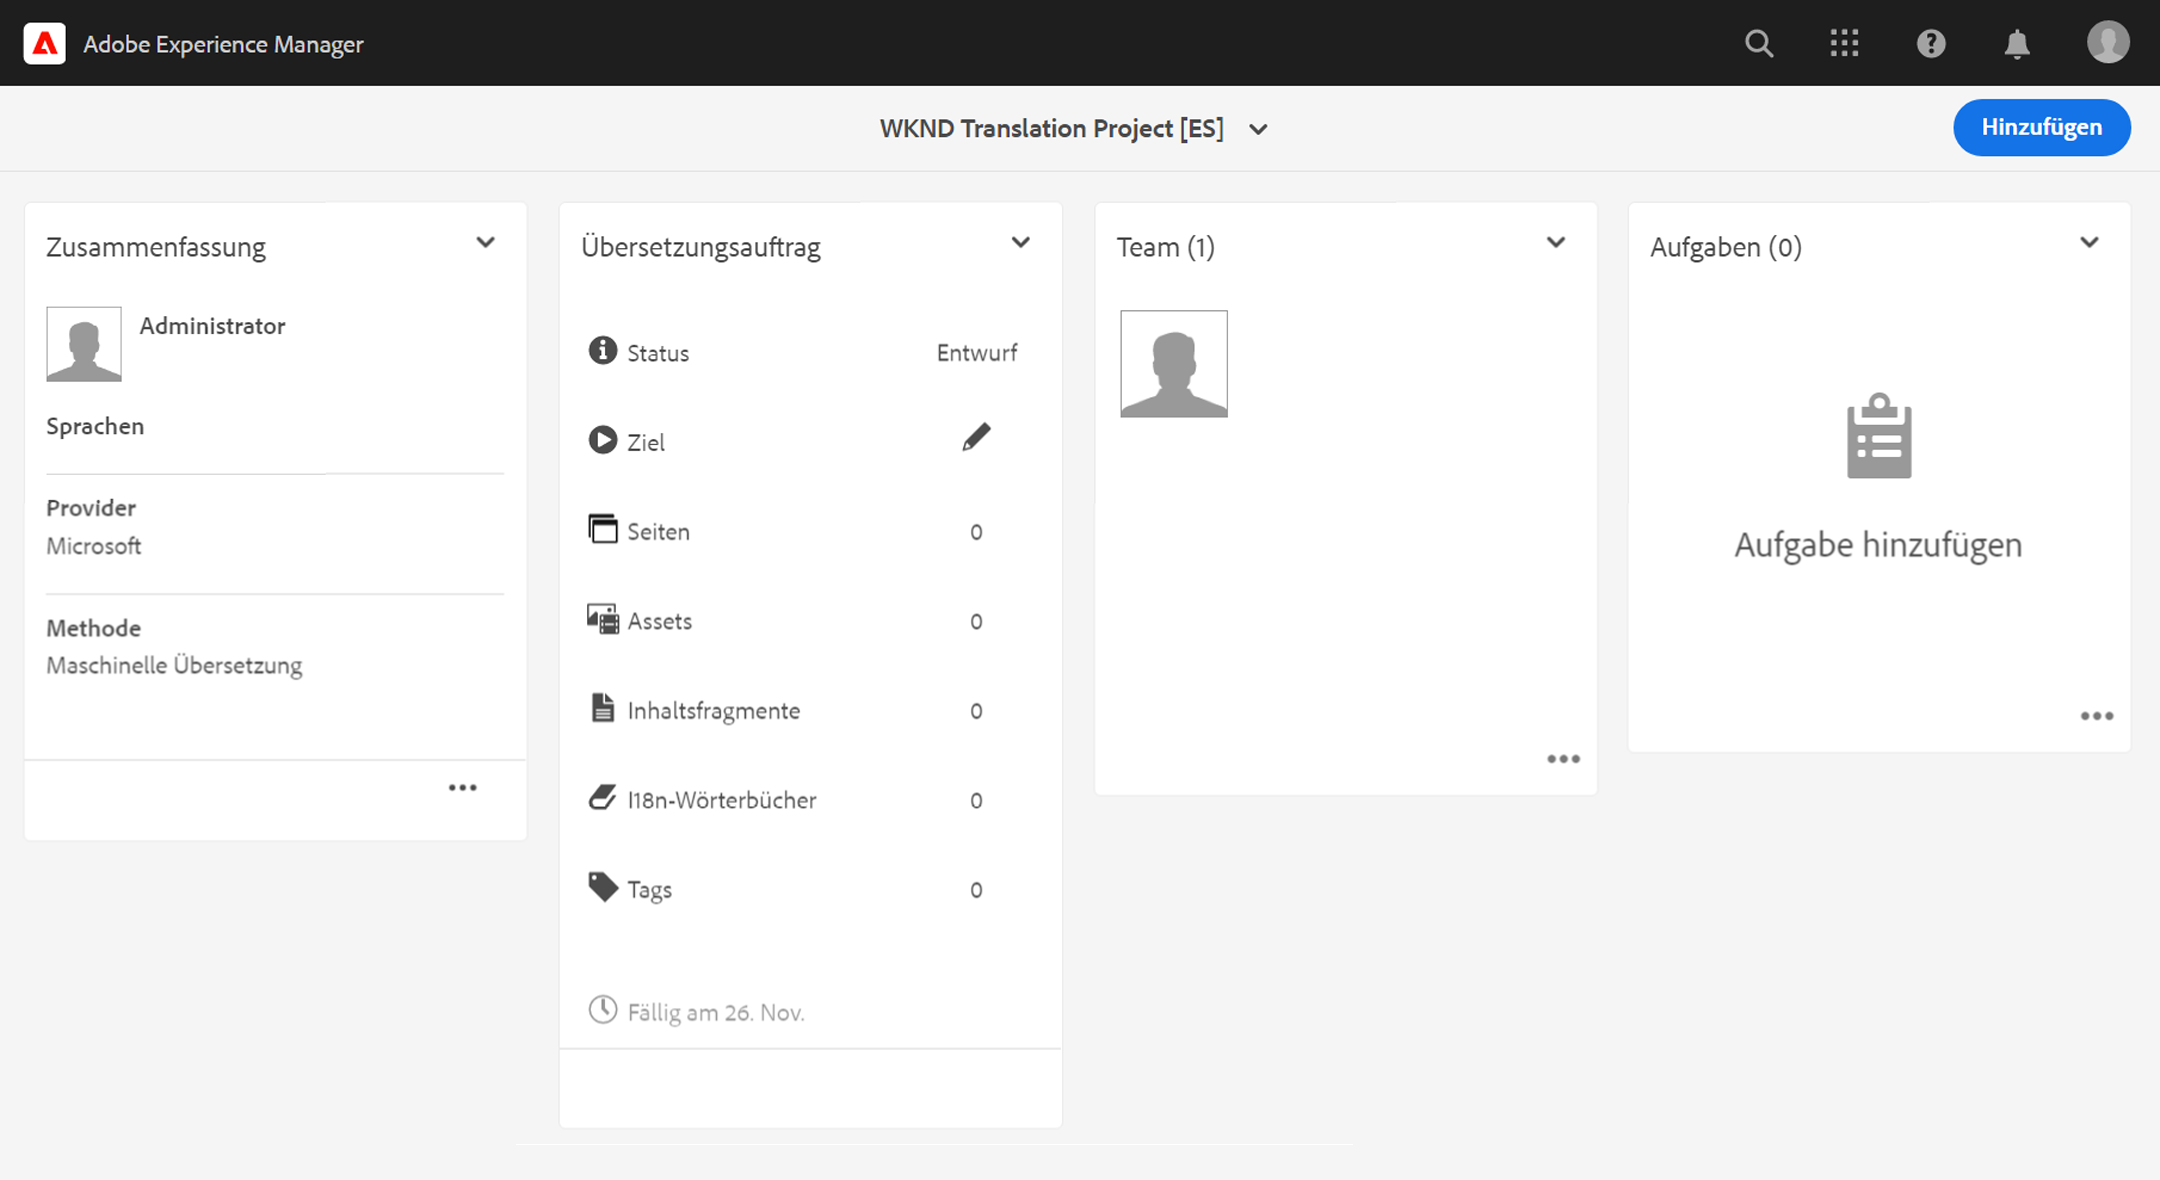 Adobe Experience Manager
WKND Translation Project [ES]
Hinzufügen
Zusammenfassung
Administrator
Sprachen
Provider
Microsoft
Methode
Maschinelle Übersetzung
Übersetzungsauftrag
Status Entwurf
Ziel
Seiten 0
Assets 0
Inhaltsfragmente 0
I18n-Wörterbücher 0
Tags 0
Fällig am 26. Nov.
Team (1)
Aufgaben (0)
Aufgabe hinzufügen